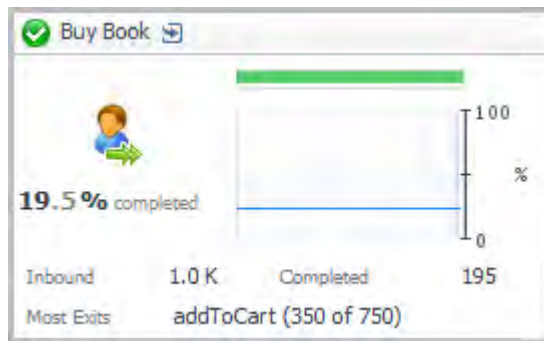 Buy Book
100
%
19.5% completed
0
Inbound 1.0 K Completed 195
Most Exits addToCart (350 of 750)